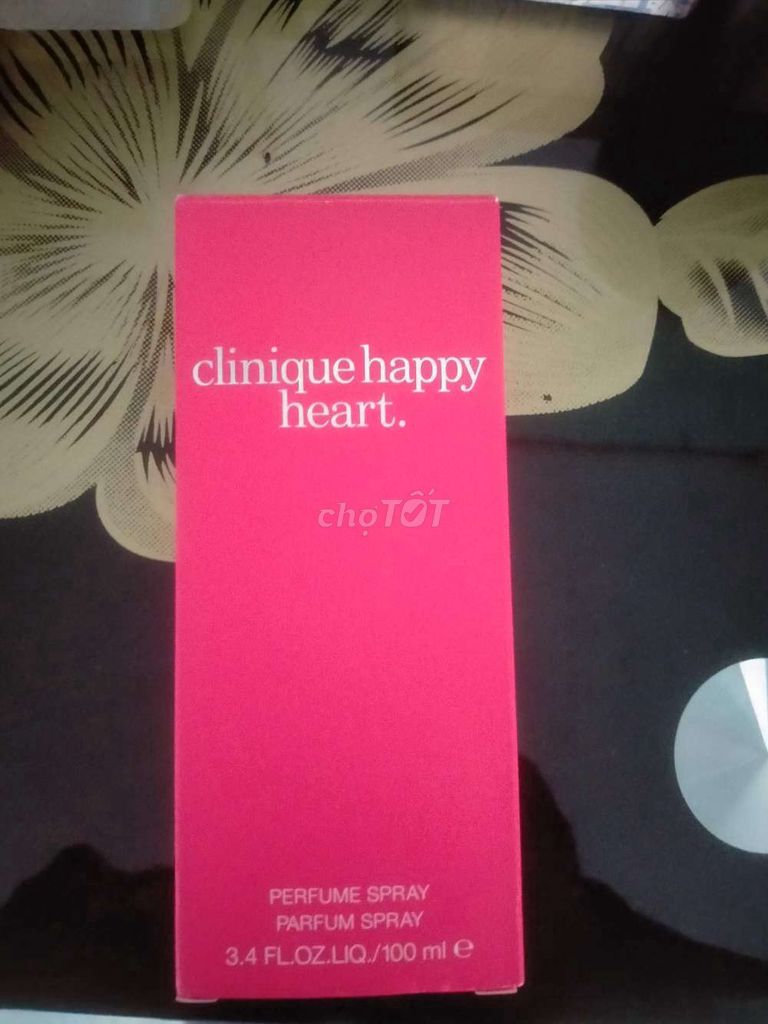 clinique happy
heart.
chợTỐT
PERFUME SPRAY
PARFUM SPRAY
3.4 FL.OZ.LIQ./100 ml ℮